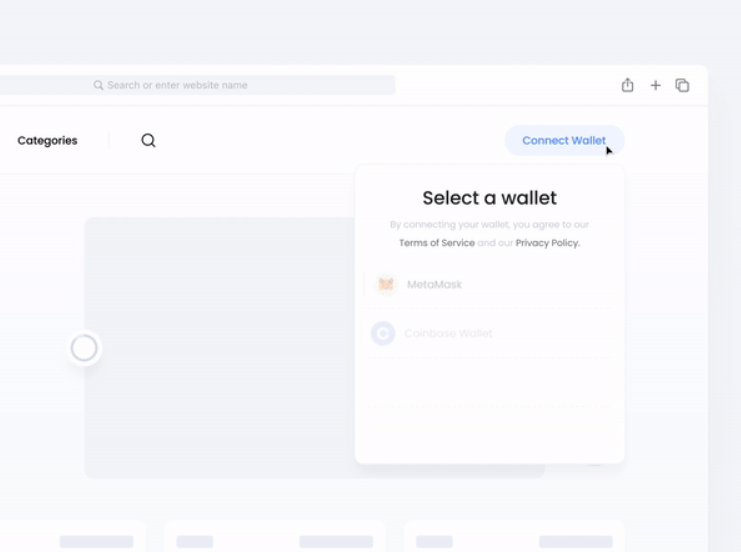 Search or enter website name
Categories
Connect Wallet
Select a wallet
By connecting your wallet, you agree to our
Terms of Service and our Privacy Policy.
MetaMask
Coinbase Wallet